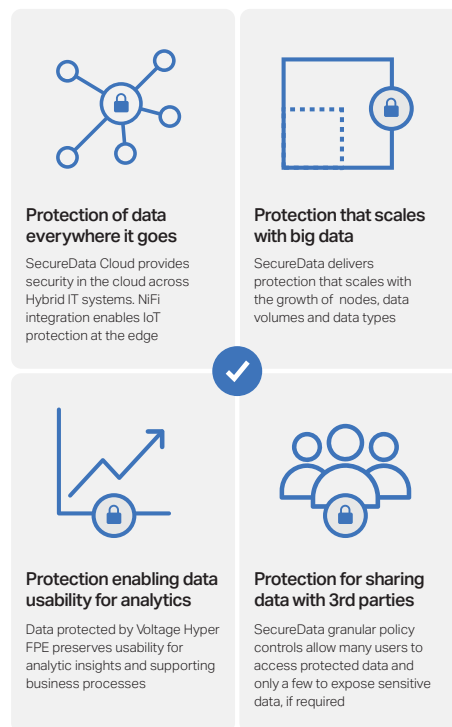 Protection of data
everywhere it goes
SecureData Cloud provides
security in the cloud across
Hybrid IT systems. NiFi
integration enables IoT
protection at the edge
Protection that scales
with big data
SecureData delivers
protection that scales with
the growth of nodes, data
volumes and data types
Protection enabling data
usability for analytics
Data protected by Voltage Hyper
FPE preserves usability for
analytic insights and supporting
business processes
Protection for sharing
data with 3rd parties
SecureData granular policy
controls allow many users to
access protected data and
only a few to expose sensitive
data, if required